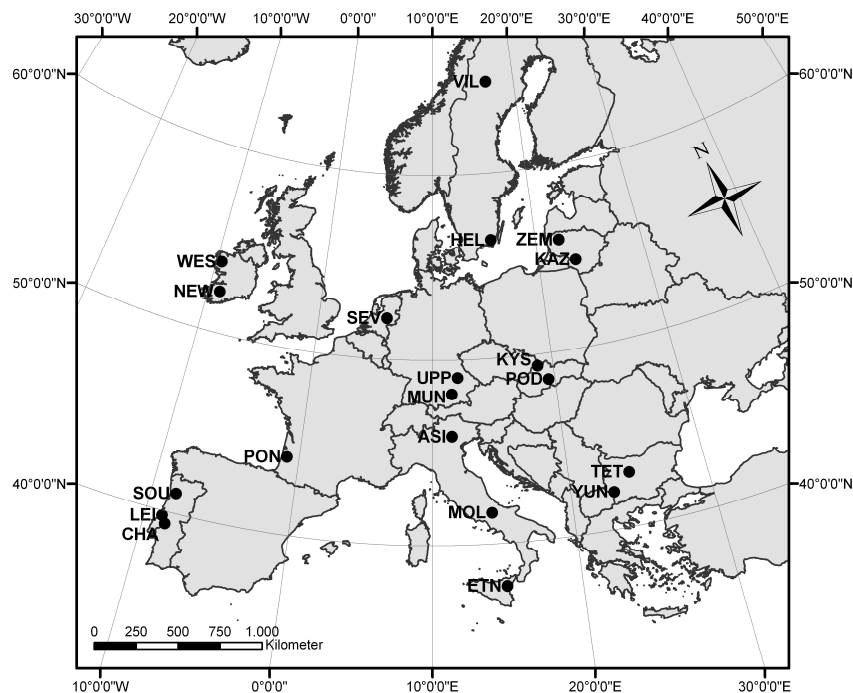 30°0'0"W 20°0'0"W 10°0'0"W 0°0'0" 10°0'0"E 20°0'0"E 30°0'0"E 40°0'0"E 50°0'0"E
60°0'0"N 60°0'0"N
VIL
N
HEL ZEM
KAZ
WES
50°0'0"N 50°0'0"N
NEW
SEV
KYS
UPP POD
MUN
ASI
PON
TET
40°0'0"N 40°0'0"N
SOU YUN
LEI MOL
CHA
ETN
0 250 500 750 1.000
Kilometer
10°0'0"W 0°0'0" 10°0'0"E 20°0'0"E 30°0'0"E